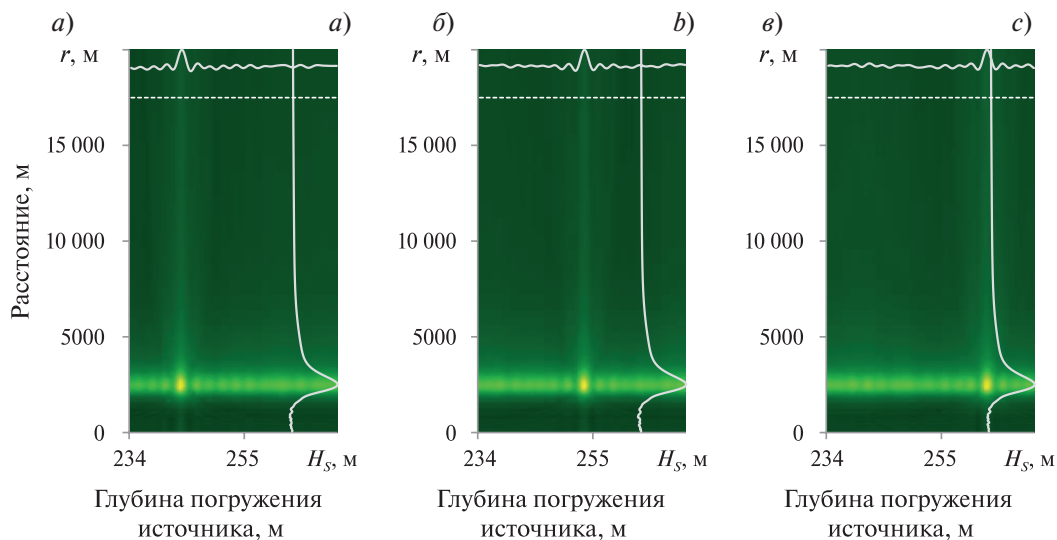 а) a)
r, м
15 000
10 000
5000
0
234 255 H_S, м
Расстояние, м
Глубина погружения
источника, м
б) b)
r, м
15 000
10 000
5000
0
234 255 H_S, м
Глубина погружения
источника, м
в) c)
r, м
15 000
10 000
5000
0
234 255 H_S, м
Глубина погружения
источника, м